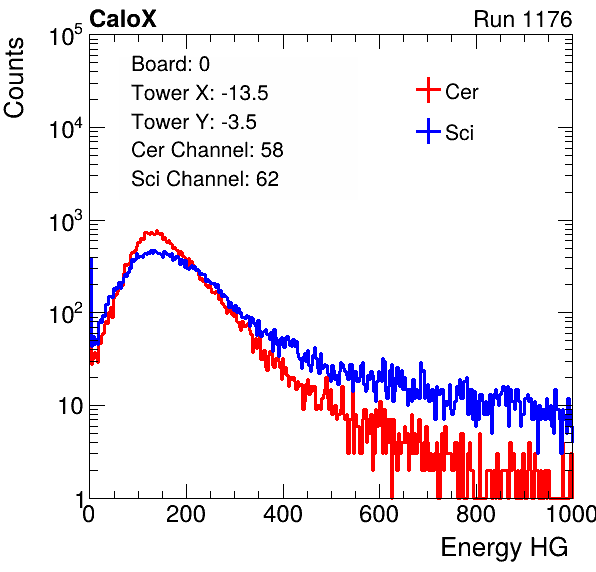 CaloX Run 1176
Counts
Board: 0
Tower X: -13.5
Tower Y: -3.5
Cer Channel: 58
Sci Channel: 62
Cer
Sci
10^5
10^4
10^3
10^2
10
1
0 200 400 600 800 1000
Energy HG